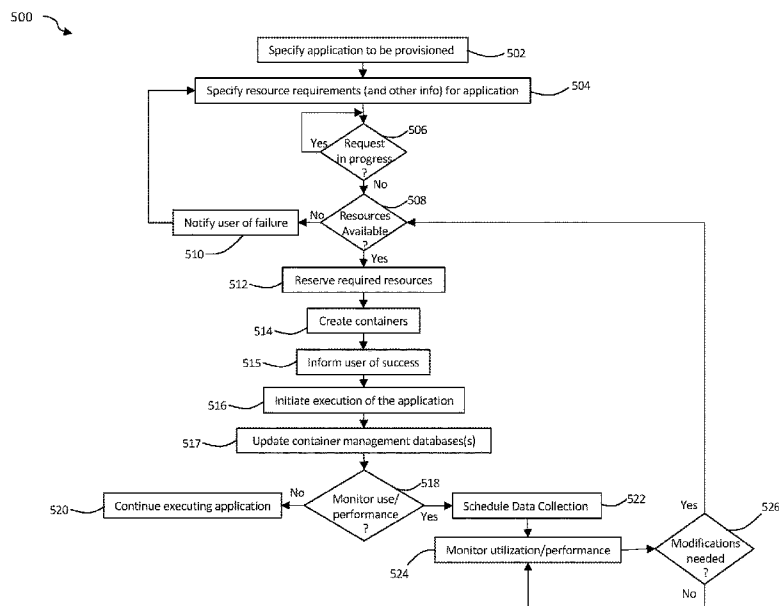 500
Specify application to be provisioned
502
Specify resource requirements (and other info) for application
504
506
Yes
Request
in progress
?
No
508
Notify user of failure
No
Resources
Available
?
510
Yes
512
Reserve required resources
Create containers
514
515
Inform user of success
Initiate execution of the application
516
517
Update container management databases(s)
518
520
Continue executing application
No
Monitor use/
performance
?
Yes
Schedule Data Collection
522
Yes
526
Monitor utilization/performance
524
Modifications
needed
?
No